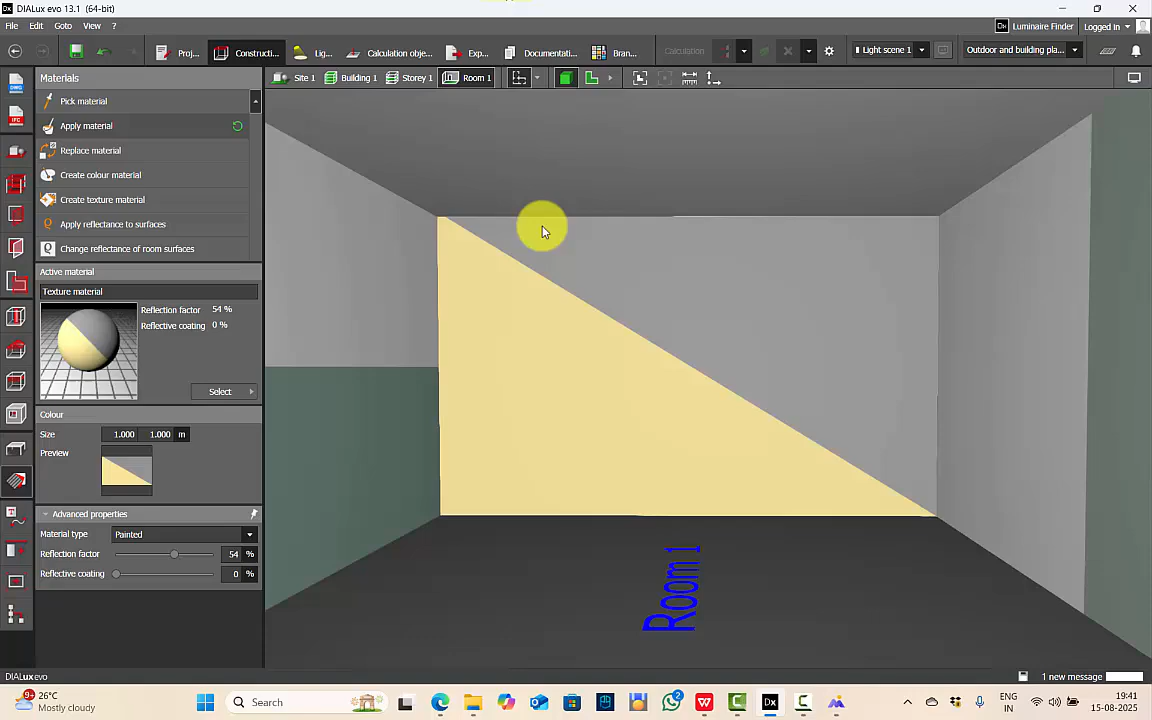 DIALux evo 13.1 (64-bit)
File Edit Goto View ?
Luminaire Finder Logged in
Proj... Constructi... Lig... Calculation obje... Exp... Documentati... Bran... Calculation Light scene 1 Outdoor and building pla...
Materials
Site 1 Building 1 Storey 1 Room 1
Pick material
Apply material
Replace material
Create colour material
Create texture material
Apply reflectance to surfaces
Change reflectance of room surfaces
Active material
Texture material
Reflection factor 54 %
Reflective coating 0 %
Select
Colour
Size 1.000 1.000 m
Preview
Advanced properties
Material type Painted
Reflection factor 54 %
Reflective coating 0 %
Room 1
DIALux evo
1 new message
26°C
Mostly cloudy
Search
ENG
IN
19:41
15-08-2025